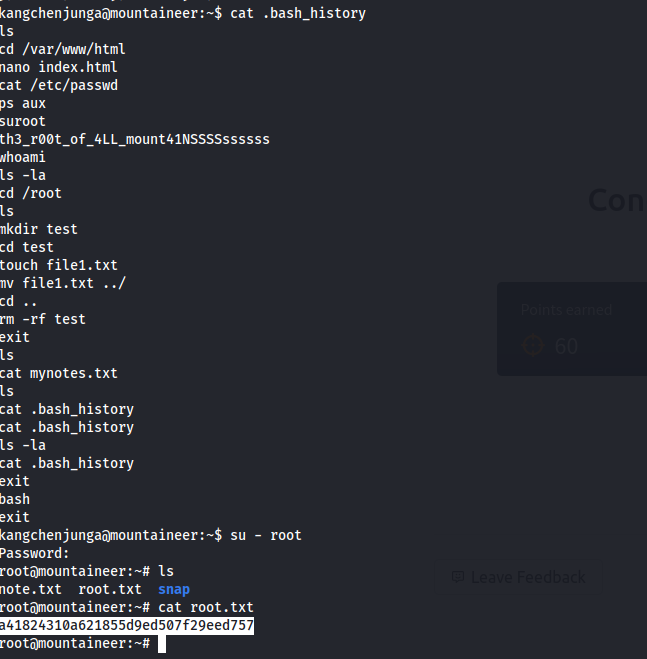 kangchenjunga@mountaineer:~$ cat .bash_history
ls
cd /var/www/html
nano index.html
cat /etc/passwd
ps aux
suroot
th3_r00t_of_4LL_mount41NSSSSssssss
whoami
ls -la
cd /root
ls
mkdir test
cd test
touch file1.txt
mv file1.txt ../
cd ..
rm -rf test
exit
ls
cat mynotes.txt
ls
cat .bash_history
cat .bash_history
ls -la
cat .bash_history
exit
bash
exit
kangchenjunga@mountaineer:~$ su - root
Password:
root@mountaineer:~# ls
note.txt  root.txt  snap
root@mountaineer:~# cat root.txt
a41824310a621855d9ed507f29eed757
root@mountaineer:~#
Con
Points earned
60
Leave Feedback